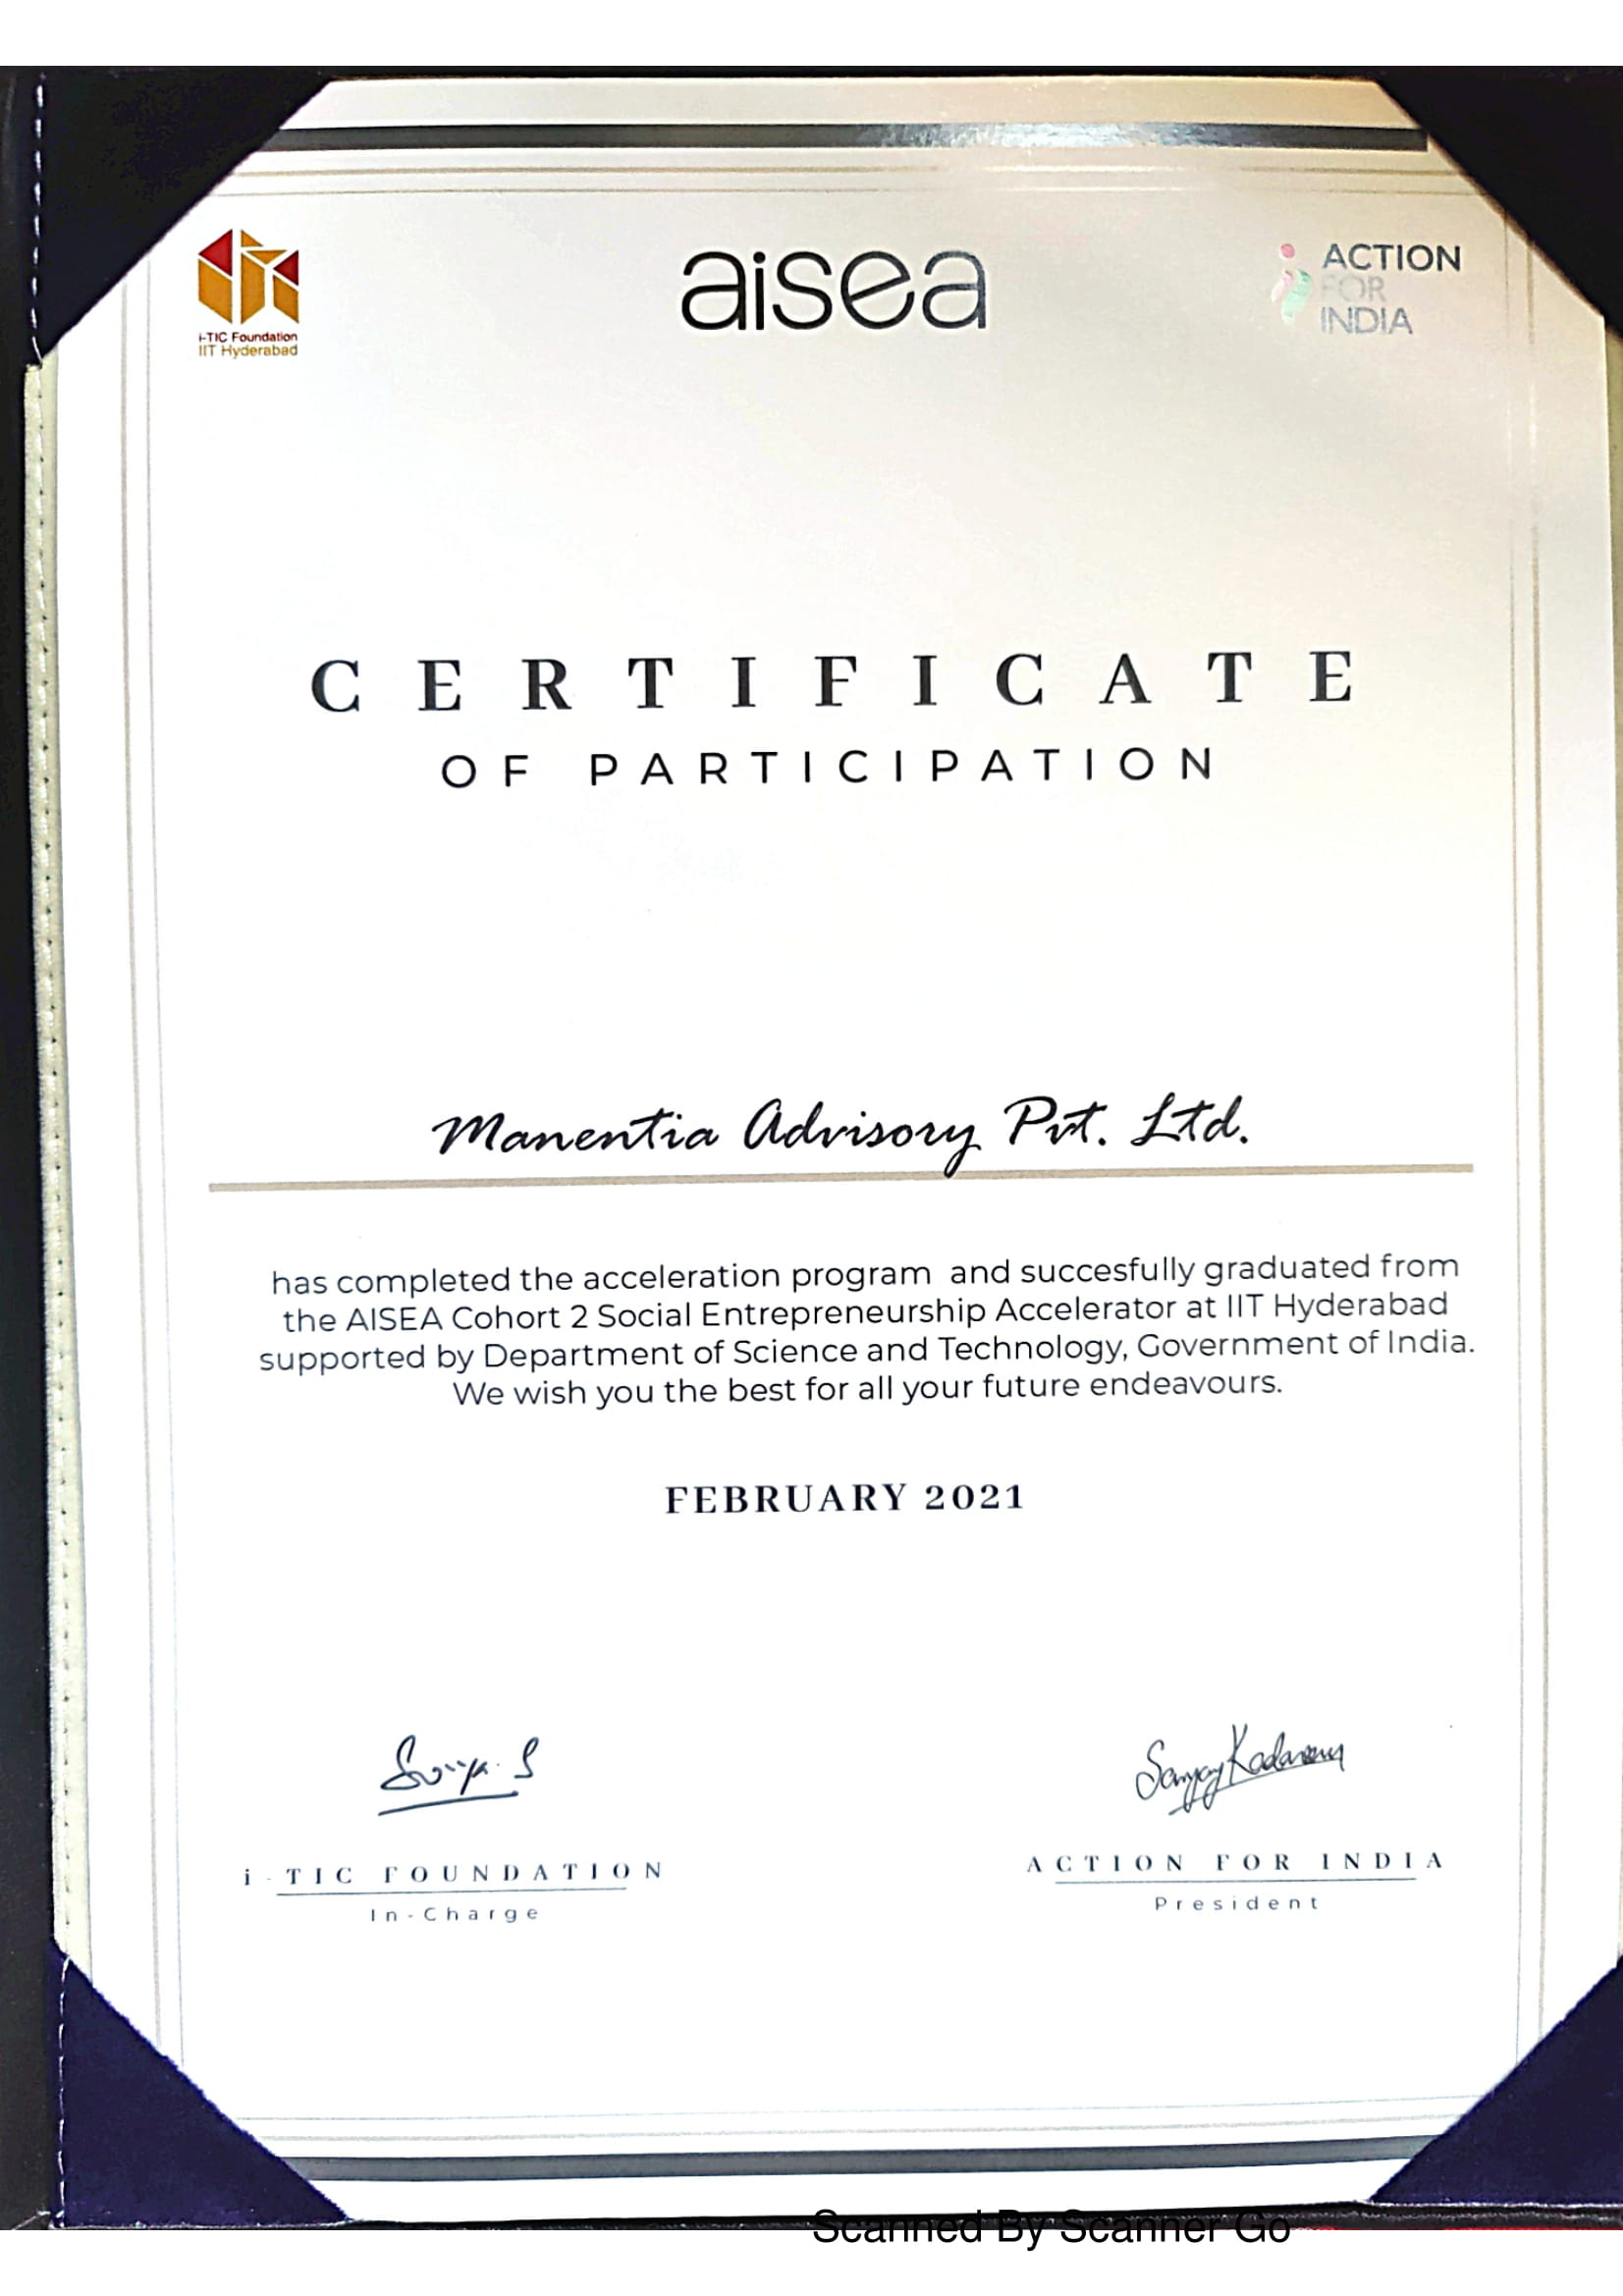 i-TIC Foundation
IIT Hyderabad
aisea
ACTION
FOR
INDIA
CERTIFICATE
OF PARTICIPATION
Manentia Advisory Pvt. Ltd.
has completed the acceleration program and succesfully graduated from
the AISEA Cohort 2 Social Entrepreneurship Accelerator at IIT Hyderabad
supported by Department of Science and Technology, Government of India.
We wish you the best for all your future endeavours.
FEBRUARY 2021
i-TIC FOUNDATION
In-Charge
ACTION FOR INDIA
President
Scanned By Scanner Go